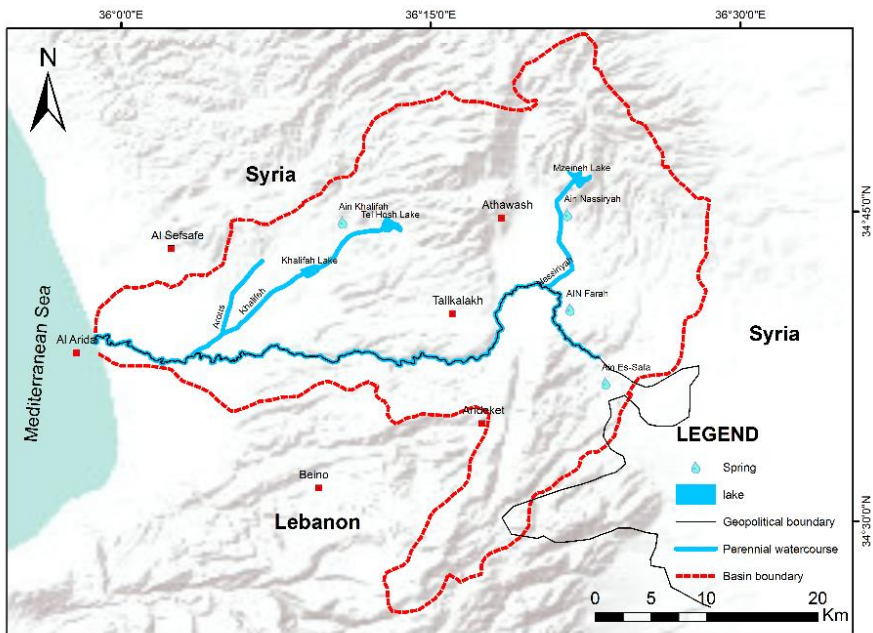 36°0'0"E
36°15'0"E
36°30'0"E
N
Mzeineh Lake
Syria
Ain Khalifah
Ain Nassiryah
Tel Hosh Lake
Athawash
34°45'0"N
Al Sefsafe
Khalifah Lake
Nassiriyah
Arous
Khalifeh
AIN Farah
Tallkalakh
Al Arida
Syria
Mediterranean Sea
Ain Es-Safa
Andeket
LEGEND
Spring
Beino
lake
Lebanon
Geopolitical boundary
34°30'0"N
Perennial watercourse
Basin boundary
0 5 10 20
Km